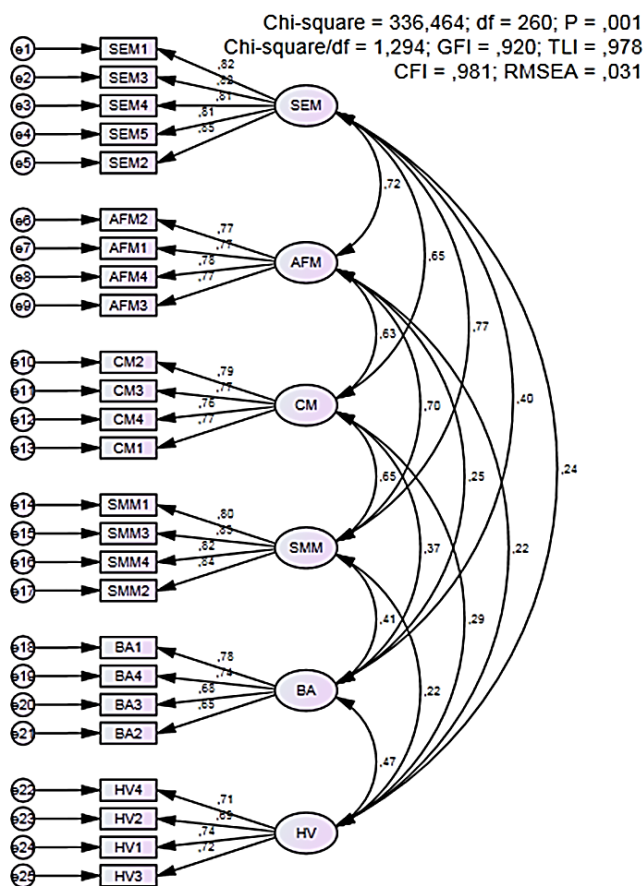 Chi-square = 336,464; df = 260; P = ,001
Chi-square/df = 1,294; GFI = ,920; TLI = ,978
CFI = ,981; RMSEA = ,031
e1 SEM1 ,82
e2 SEM3 ,82
e3 SEM4 ,81
e4 SEM5 ,81
e5 SEM2 ,85
SEM
,72
e6 AFM2 ,77
e7 AFM1 ,77
e8 AFM4 ,78
e9 AFM3 ,77
AFM
,65
,63
,77
e10 CM2 ,79
e11 CM3 ,77
e12 CM4 ,76
e13 CM1 ,77
CM
,70
,40
,65
,25
,24
e14 SMM1 ,80
e15 SMM3 ,83
e16 SMM4 ,82
e17 SMM2 ,84
SMM
,37
,22
,41
,29
e18 BA1 ,78
e19 BA4 ,74
e20 BA3 ,68
e21 BA2 ,65
BA
,22
,47
e22 HV4 ,71
e23 HV2 ,69
e24 HV1 ,74
e25 HV3 ,72
HV